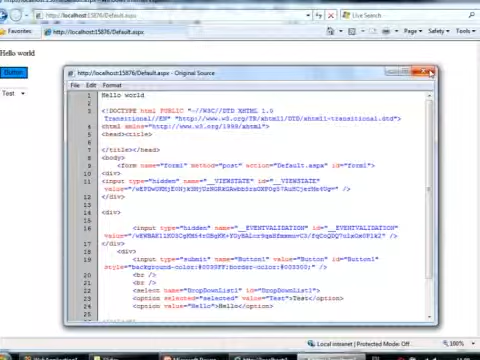 http://localhost:15876/Default.aspx
Live Search
Favorites
http://localhost:15876/Default.aspx
Page
Safety
Tools
Hello world
Button
Test
http://localhost:15876/Default.aspx - Original Source
File Edit Format
1 Hello world
2
3 <!DOCTYPE html PUBLIC "-//W3C//DTD XHTML 1.0
Transitional//EN" "http://www.w3.org/TR/xhtml1/DTD/xhtml1-transitional.dtd">
4 <html xmlns="http://www.w3.org/1999/xhtml">
5 <head><title>
6
7 </title></head>
8 <body>
9 <form name="form1" method="post" action="Default.aspx" id="form1">
10 <div>
11 <input type="hidden" name="__VIEWSTATE" id="__VIEWSTATE"
12 </div>
13
14 <div>
15
16 <input type="hidden" name="__EVENTVALIDATION" id="__EVENTVALIDATION"
17 </div>
18 <div>
19 <input type="submit" name="Button1" value="Button" id="Button1"
20 <br />
21 <br />
22 <select name="DropDownList1" id="DropDownList1">
23 <option selected="selected" value="Test">Test</option>
24 <option value="Hello">Hello</option>
Local intranet | Protected Mode: Off
100%